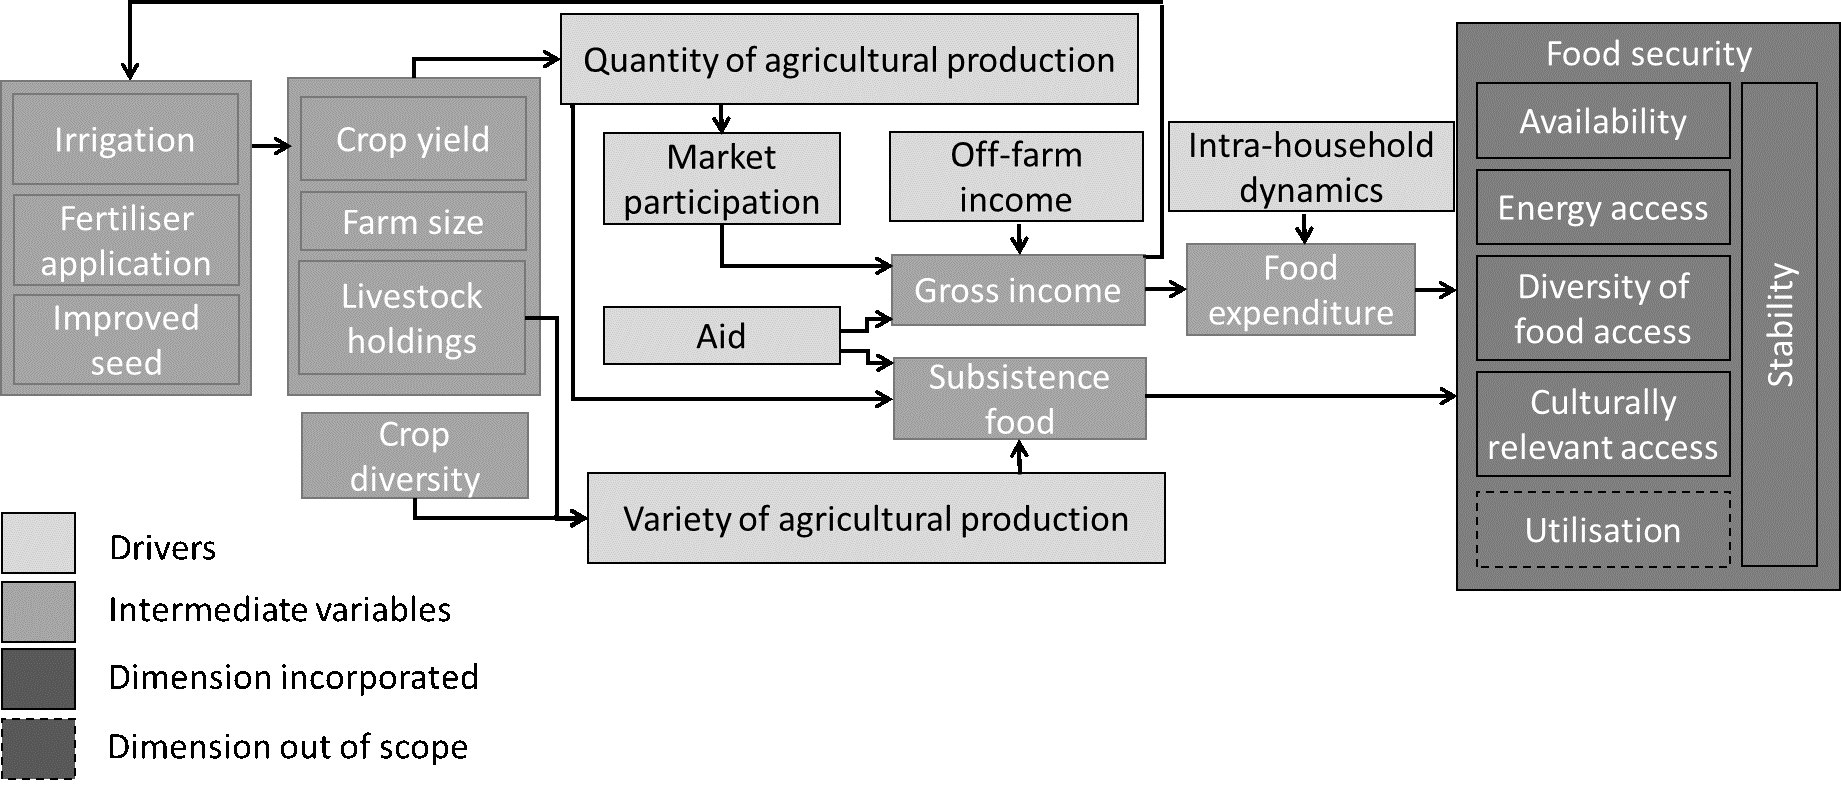 Quantity of agricultural production
Food security
Irrigation
Fertiliser
application
Improved
seed
Crop yield
Farm size
Livestock
holdings
Crop
diversity
Market
participation
Off-farm
income
Intra-household
dynamics
Aid
Gross income
Food
expenditure
Subsistence
food
Variety of agricultural production
Availability
Energy access
Diversity of
food access
Culturally
relevant access
Utilisation
Stability
Drivers
Intermediate variables
Dimension incorporated
Dimension out of scope